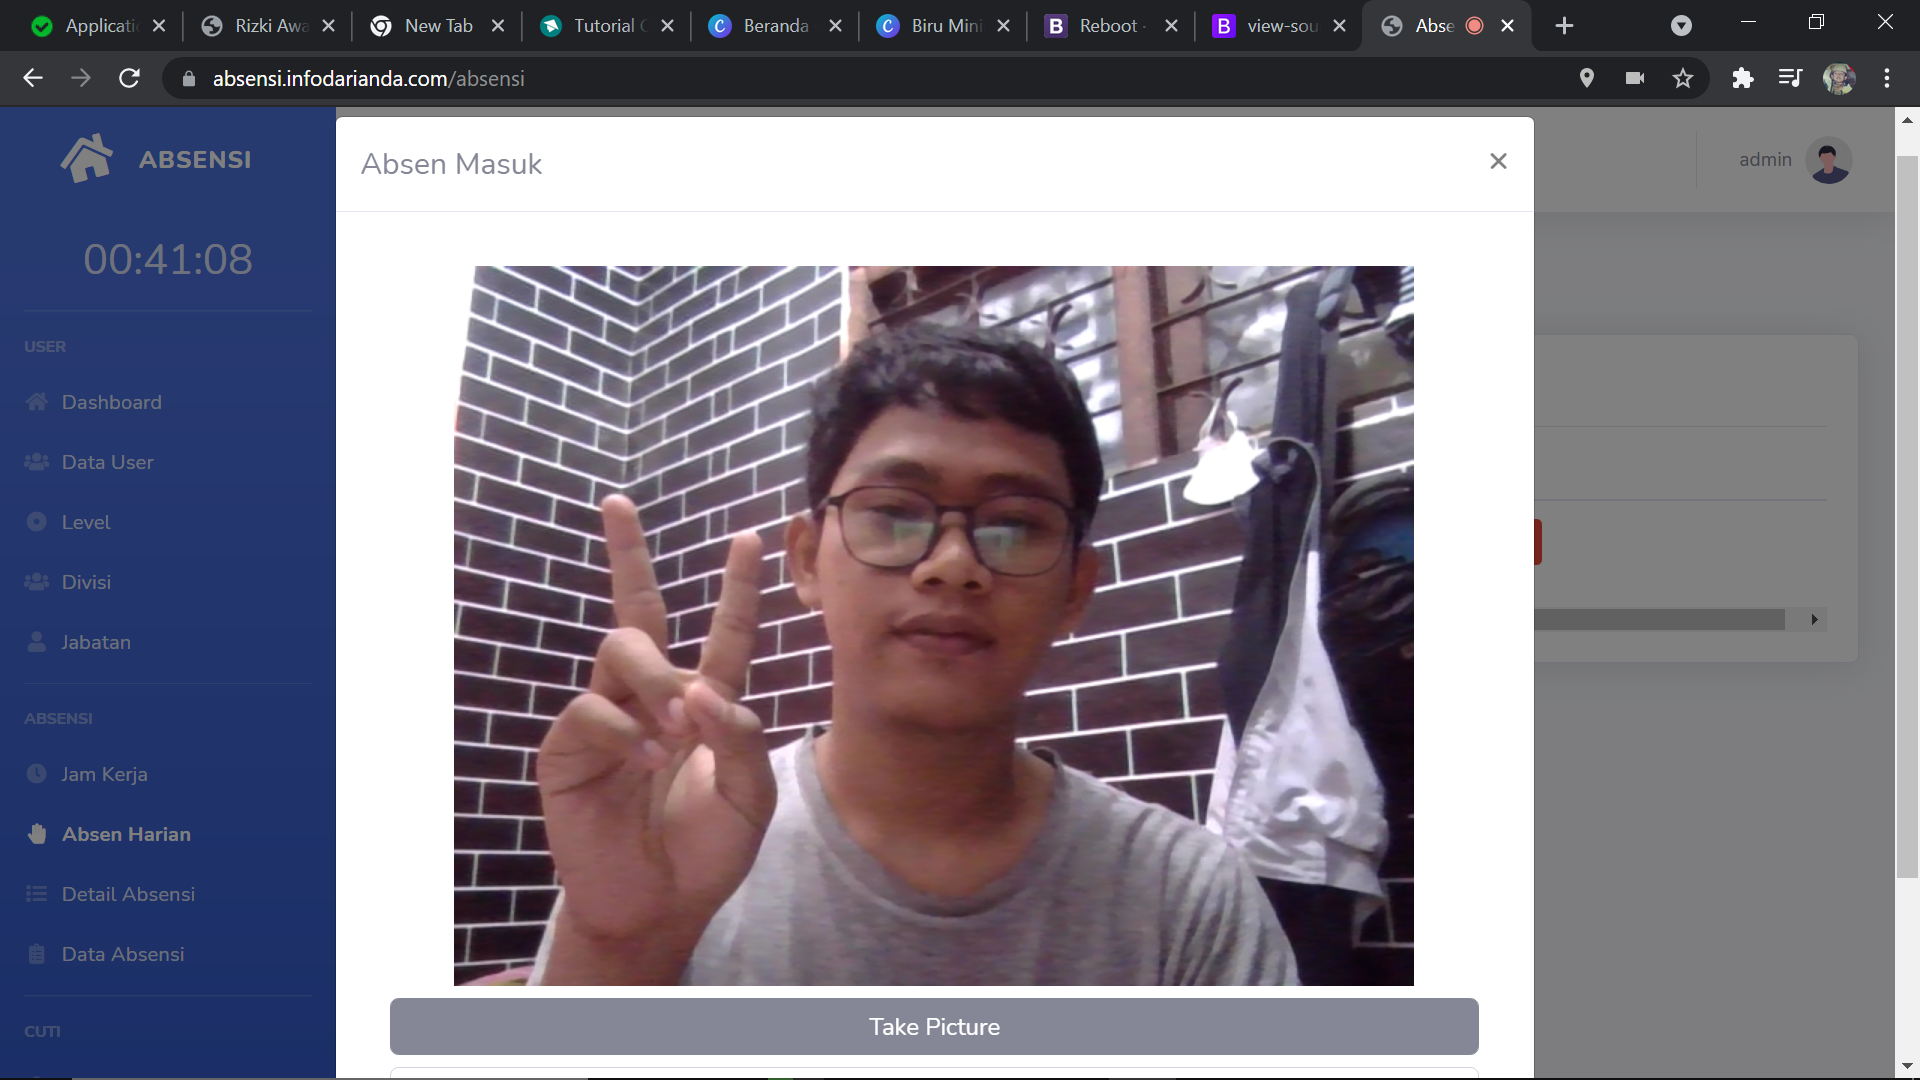 Applicati
Rizki Awa
New Tab
Tutorial C
Beranda
Biru Mini
Reboot ·
view-sou
Abse
absensi.infodarianda.com/absensi
ABSENSI
00:41:08
USER
Dashboard
Data User
Level
Divisi
Jabatan
ABSENSI
Jam Kerja
Absen Harian
Detail Absensi
Data Absensi
CUTI
Absen Masuk
admin
Take Picture